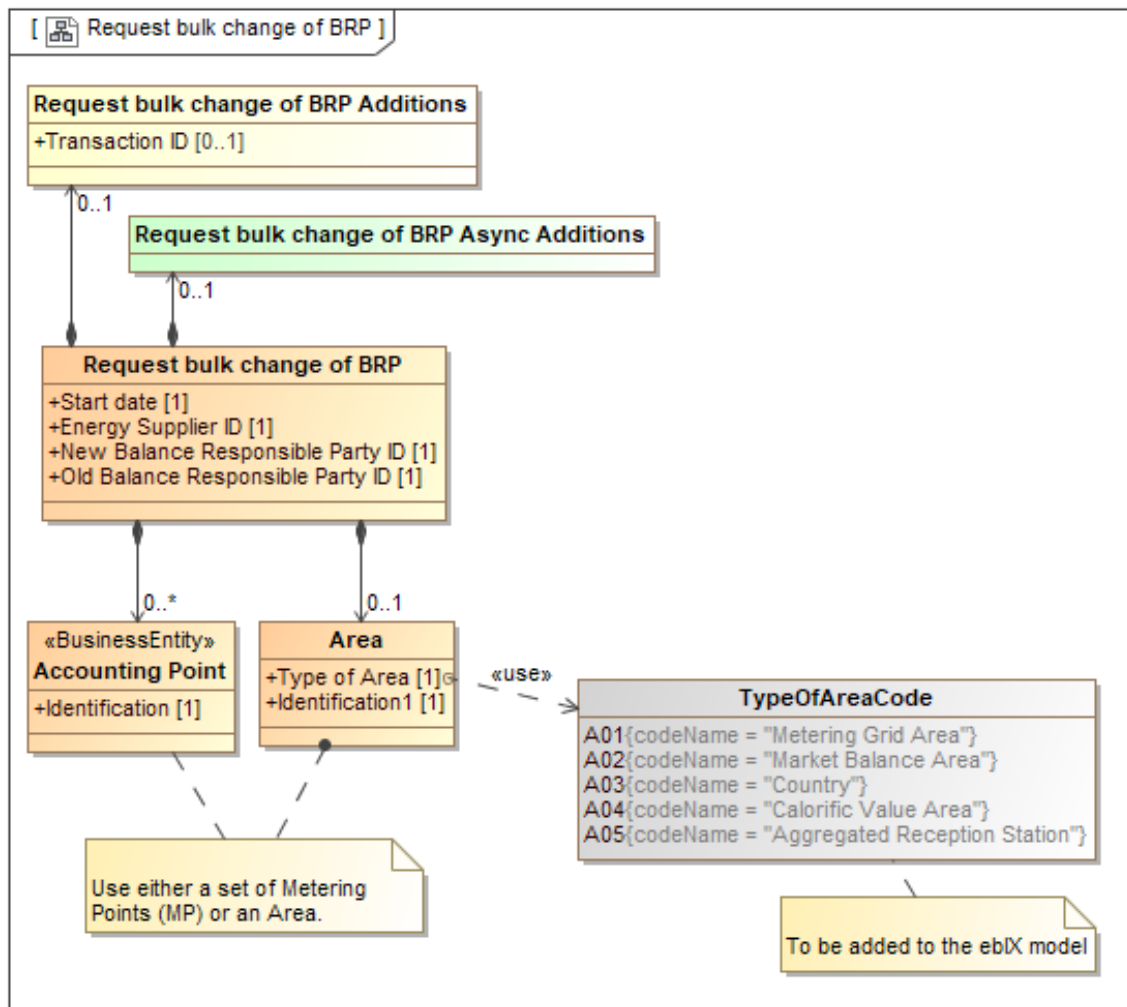 [ Request bulk change of BRP ]
Request bulk change of BRP Additions
+Transaction ID [0..1]
0..1
Request bulk change of BRP Async Additions
0..1
Request bulk change of BRP
+Start date [1]
+Energy Supplier ID [1]
+New Balance Responsible Party ID [1]
+Old Balance Responsible Party ID [1]
0..*
0..1
«BusinessEntity»
Accounting Point
+Identification [1]
Area
+Type of Area [1]
+Identification1 [1]
«use»
TypeOfAreaCode
A01{codeName = "Metering Grid Area"}
A02{codeName = "Market Balance Area"}
A03{codeName = "Country"}
A04{codeName = "Calorific Value Area"}
A05{codeName = "Aggregated Reception Station"}
Use either a set of Metering
Points (MP) or an Area.
To be added to the ebIX model